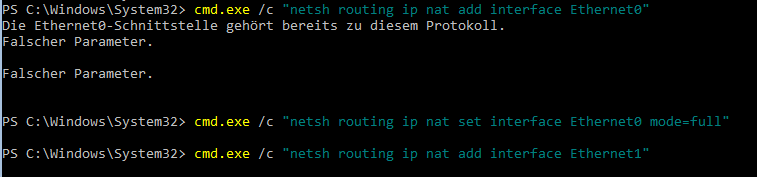 PS C:\Windows\System32> cmd.exe /c "netsh routing ip nat add interface Ethernet0"
Die Ethernet0-Schnittstelle gehört bereits zu diesem Protokoll.
Falscher Parameter.
Falscher Parameter.
PS C:\Windows\System32> cmd.exe /c "netsh routing ip nat set interface Ethernet0 mode=full"
PS C:\Windows\System32> cmd.exe /c "netsh routing ip nat add interface Ethernet1"